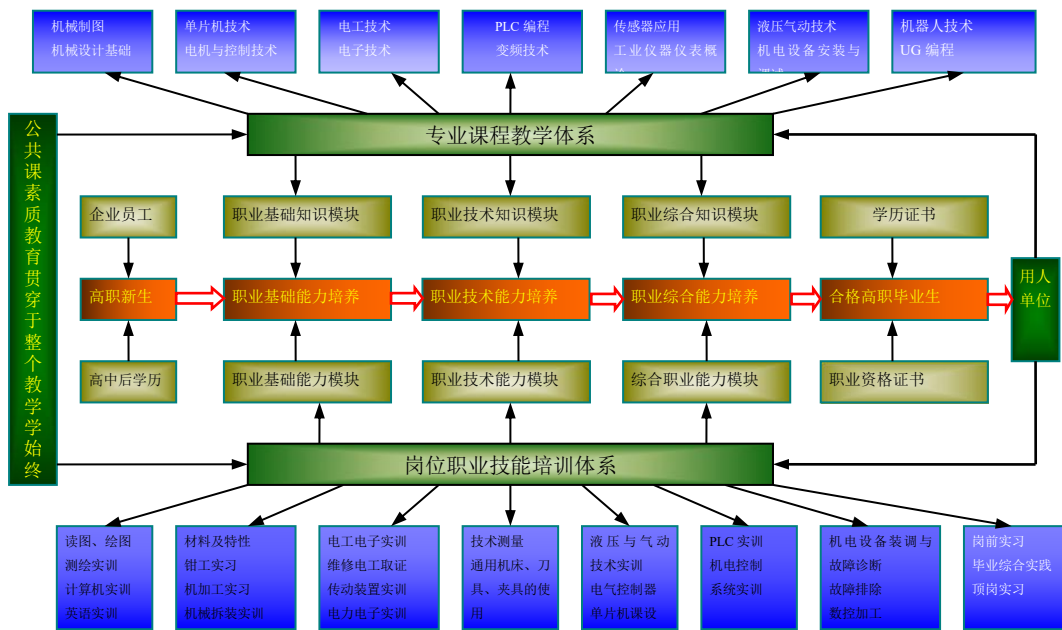 机械制图
机械设计基础
单片机技术
电机与控制技术
电工技术
电子技术
PLC 编程
变频技术
传感器应用
工业仪器仪表概
液压气动技术
机电设备安装与
机器人技术
UG 编程
专业课程教学体系
公共课素质教育贯穿于整个教学学始终
企业员工
职业基础知识模块
职业技术知识模块
职业综合知识模块
学历证书
高职新生
职业基础能力培养
职业技术能力培养
职业综合能力培养
合格高职毕业生
用人
单位
高中后学历
职业基础能力模块
职业技术能力模块
综合职业能力模块
职业资格证书
岗位职业技能培训体系
读图、绘图
测绘实训
计算机实训
英语实训
材料及特性
钳工实习
机加工实习
机械拆装实训
电工电子实训
维修电工取证
传动装置实训
电力电子实训
技术测量
通用机床、刀
具、夹具的使
用
液压与气动
技术实训
电气控制器
单片机课设
PLC 实训
机电控制
系统实训
机电设备装调与
故障诊断
故障排除
数控加工
岗前实习
毕业综合实践
顶岗实习